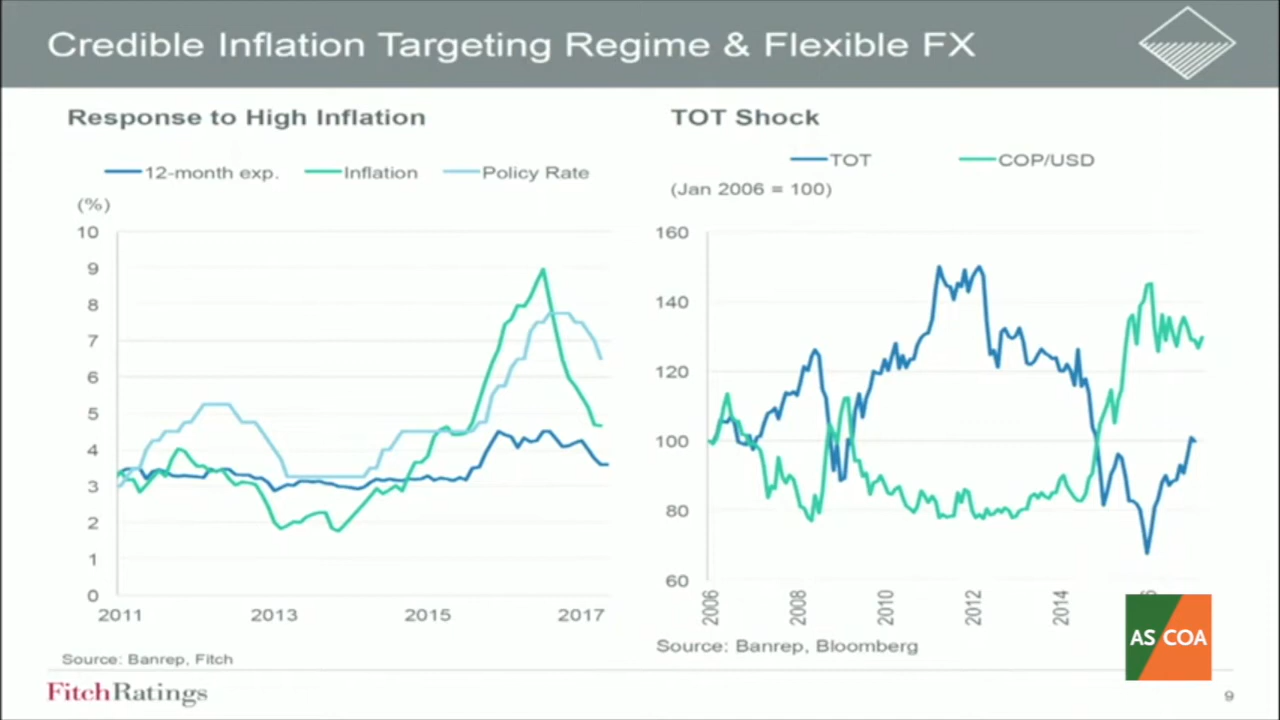 Credible Inflation Targeting Regime & Flexible FX
Response to High Inflation
12-month exp. Inflation Policy Rate
(%)
10
9
8
7
6
5
4
3
2
1
0
2011 2013 2015 2017
Source: Banrep, Fitch
TOT Shock
TOT COP/USD
(Jan 2006 = 100)
160
140
120
100
80
60
2006 2008 2010 2012 2014
Source: Banrep, Bloomberg
AS COA
FitchRatings
9